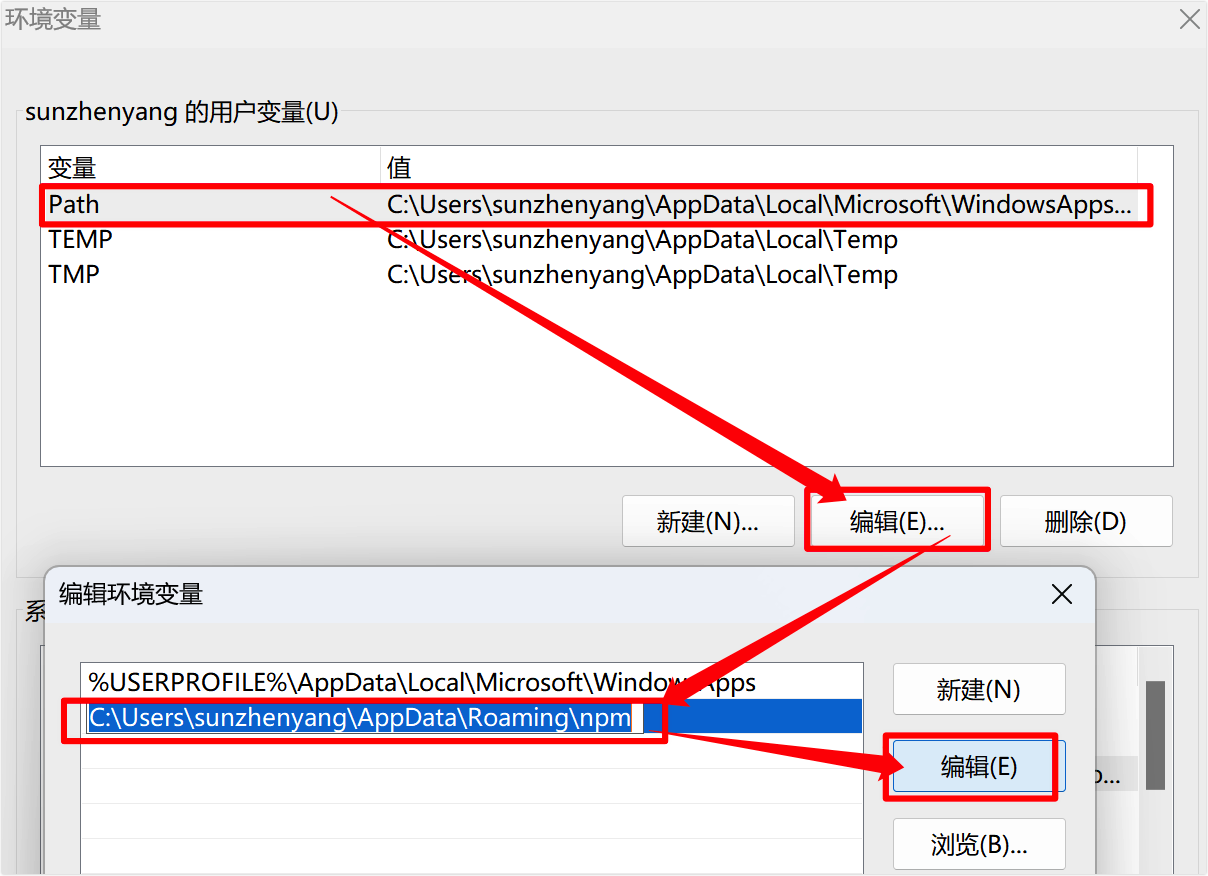 环境变量
sunzhenyang 的用户变量(U)
变量 值
Path C:\Users\sunzhenyang\AppData\Local\Microsoft\WindowsApps...
TEMP C:\Users\sunzhenyang\AppData\Local\Temp
TMP C:\Users\sunzhenyang\AppData\Local\Temp
新建(N)... 编辑(E)... 删除(D)
编辑环境变量
系
%USERPROFILE%\AppData\Local\Microsoft\WindowsApps
新建(N)
C:\Users\sunzhenyang\AppData\Roaming\npm
编辑(E)
...
浏览(B)...